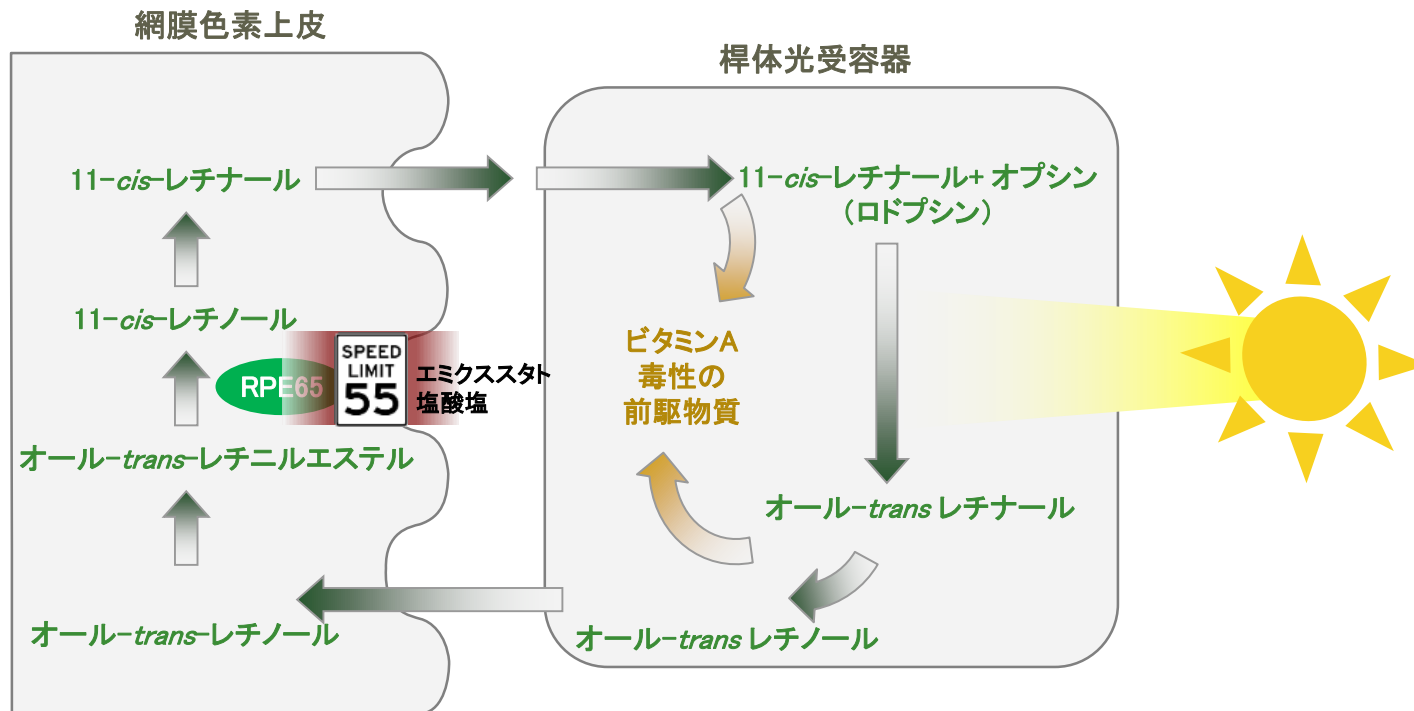 網膜色素上皮
桿体光受容器
11-cis-レチナール
11-cis-レチナール+ オプシン
（ロドプシン）
11-cis-レチノール
RPE65
SPEED
LIMIT
55
エミクススタト
塩酸塩
ビタミンA
毒性の
前駆物質
オール-trans-レチニルエステル
オール-trans レチナール
オール-trans-レチノール
オール-trans レチノール